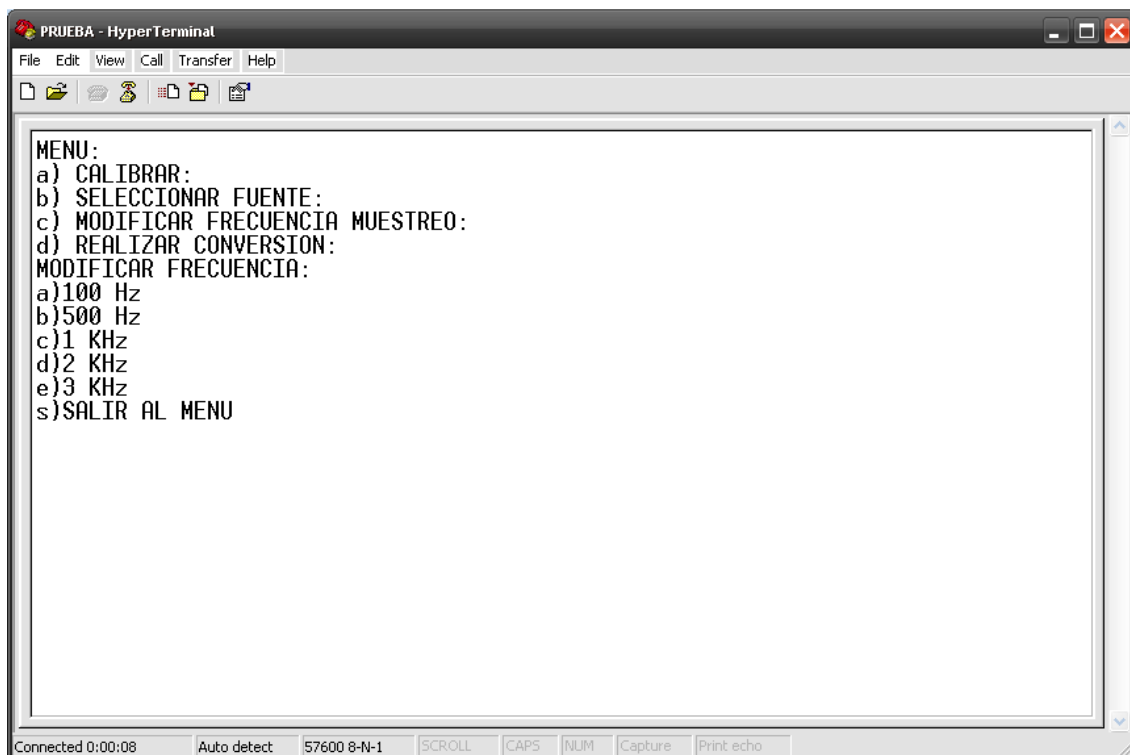 PRUEBA - HyperTerminal
File Edit View Call Transfer Help
MENU:
a) CALIBRAR:
b) SELECCIONAR FUENTE:
c) MODIFICAR FRECUENCIA MUESTREO:
d) REALIZAR CONVERSION:
MODIFICAR FRECUENCIA:
a)100 Hz
b)500 Hz
c)1 KHz
d)2 KHz
e)3 KHz
s)SALIR AL MENU
Connected 0:00:08 Auto detect 57600 8-N-1 SCROLL CAPS NUM Capture Print echo